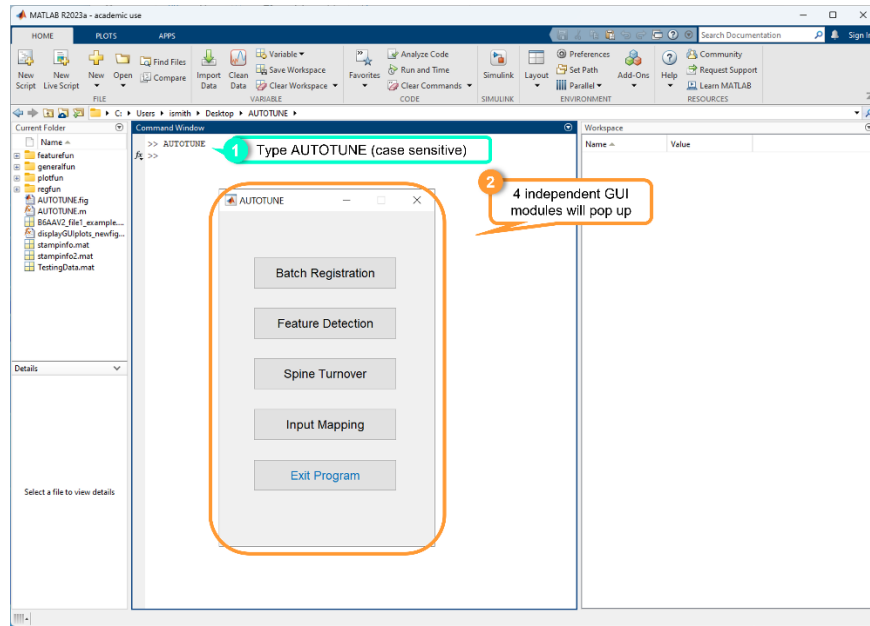 MATLAB R2023a - academic use
HOME PLOTS APPS
Search Documentation
Sign In
New Script
New Live Script
New
Open
Find Files
Compare
Import Data
Clean Data
Variable
Save Workspace
Clear Workspace
Favorites
Analyze Code
Run and Time
Clear Commands
Simulink
Layout
Preferences
Set Path
Parallel
Add-Ons
Help
Community
Request Support
Learn MATLAB
FILE VARIABLE CODE SIMULINK ENVIRONMENT RESOURCES
C: Users ismith Desktop AUTOTUNE
Current Folder
Name
featurefun
generalfun
plotfun
regfun
AUTOTUNE.fig
AUTOTUNE.m
B6AAV2_file1_example....
displayGUIplots_newfig...
stampinfo.mat
stampinfo2.mat
TestingData.mat
Details
Select a file to view details
Command Window
>> AUTOTUNE
fx >>
1 Type AUTOTUNE (case sensitive)
2 4 independent GUI
modules will pop up
AUTOTUNE
Batch Registration
Feature Detection
Spine Turnover
Input Mapping
Exit Program
Workspace
Name Value